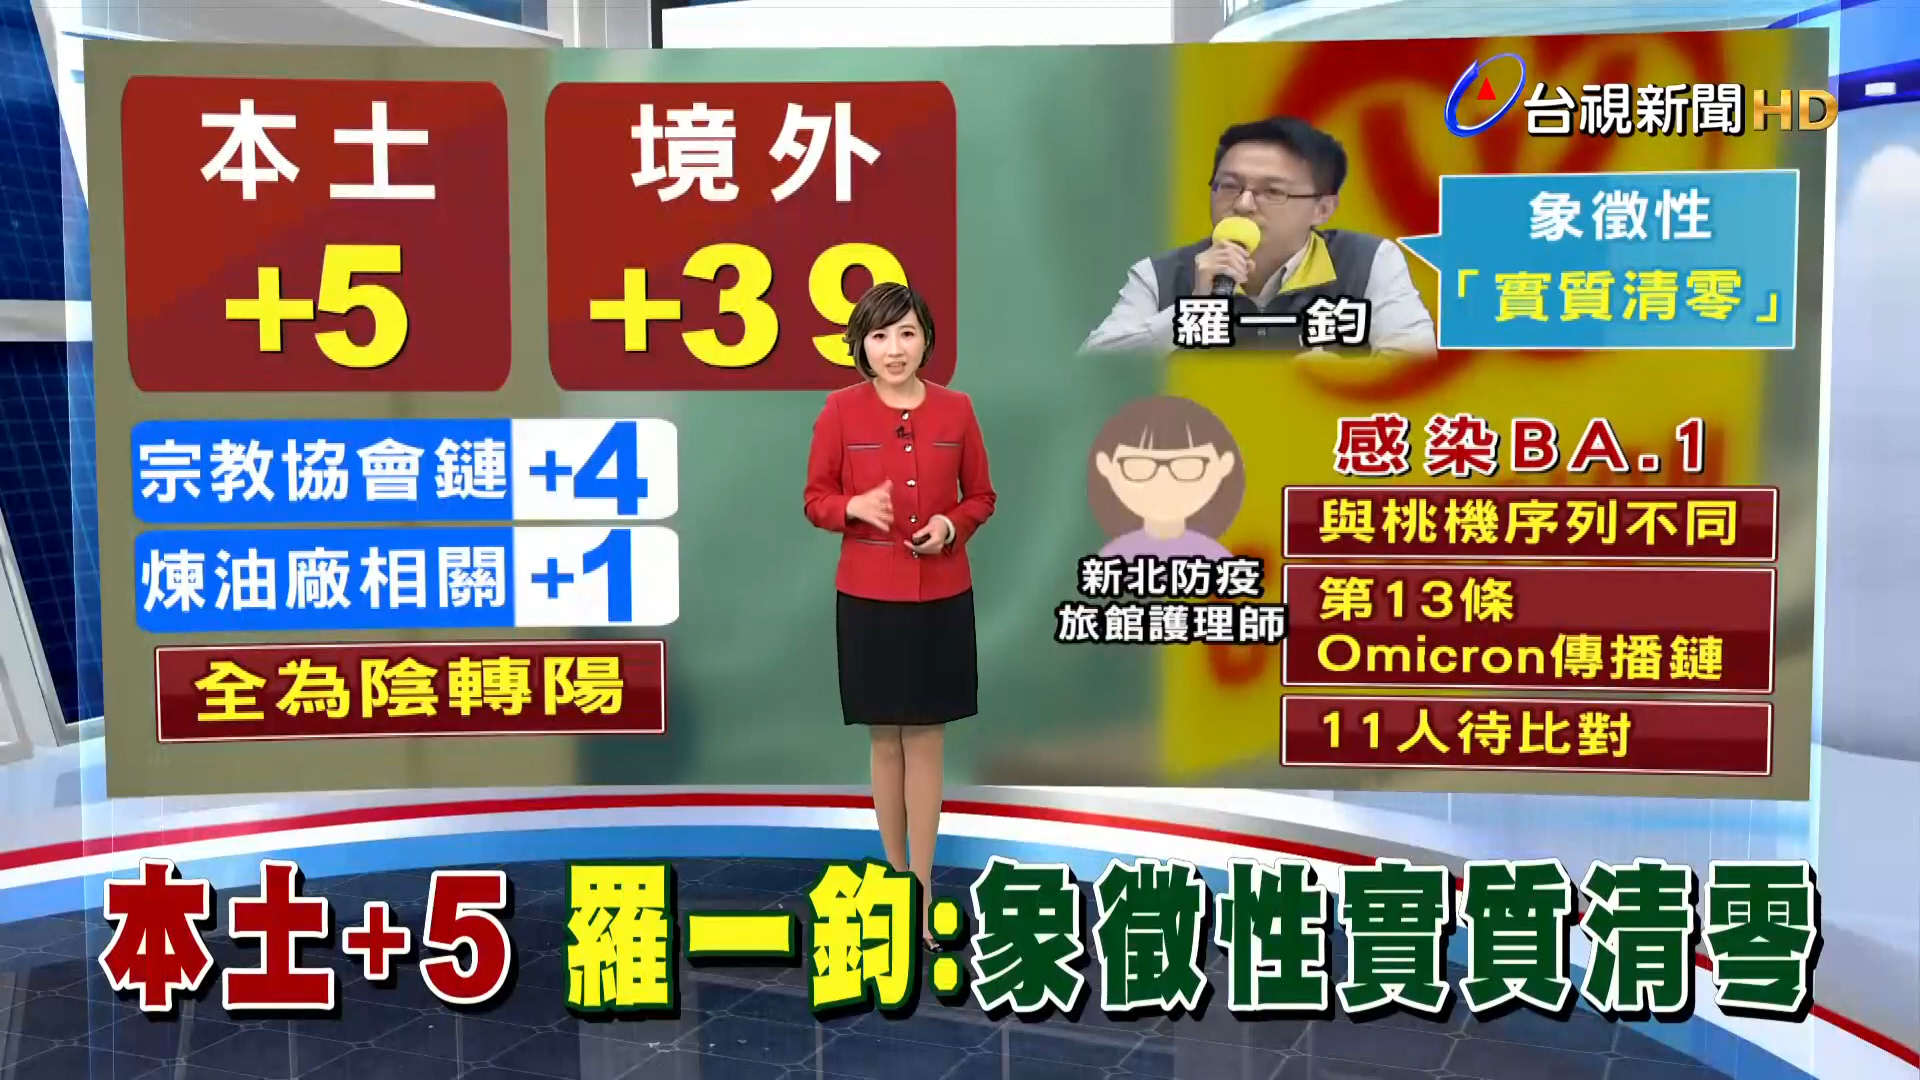 台視新聞HD
本土
+5
境外
+39
宗教協會鏈 +4
煉油廠相關 +1
全為陰轉陽
羅一鈞
象徵性
「實質清零」
新北防疫
旅館護理師
感染BA.1
與桃機序列不同
第13條
Omicron傳播鏈
11人待比對
本土+5 羅一鈞:象徵性實質清零